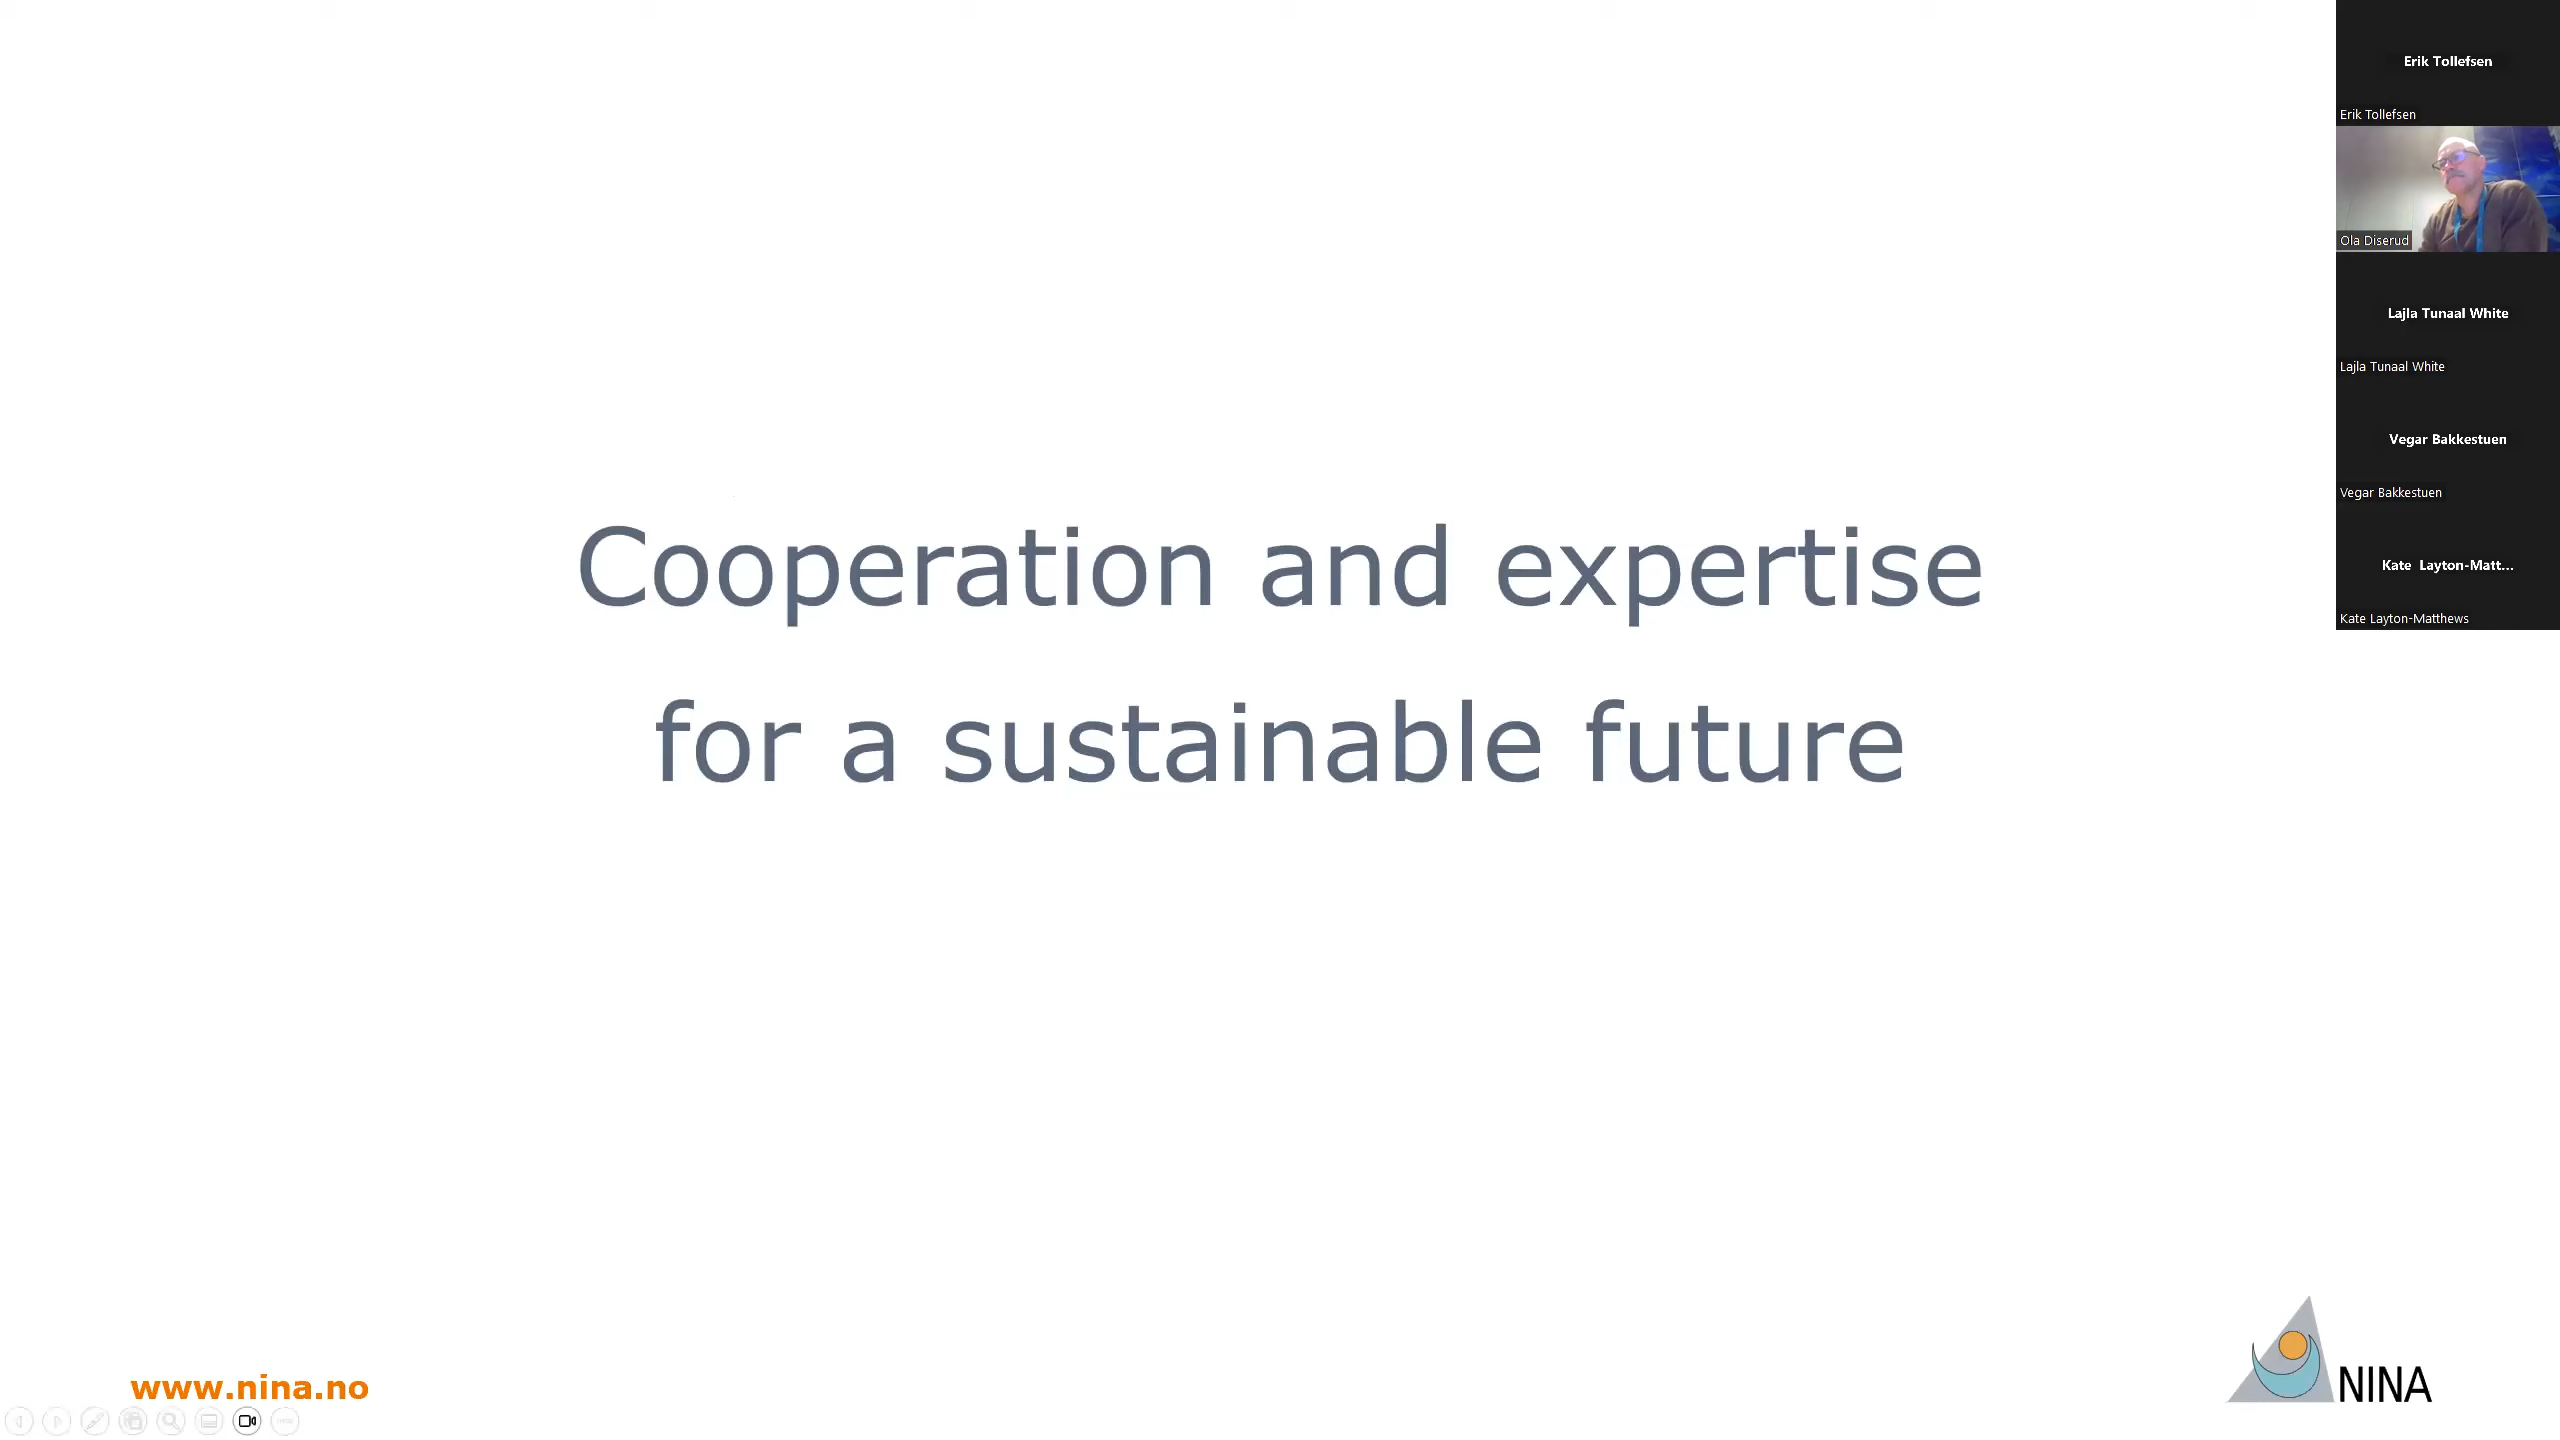 Erik Tollefsen
Erik Tollefsen
Ola Diserud
Lajla Tunaal White
Lajla Tunaal White
Vegar Bakkestuen
Vegar Bakkestuen
Kate Layton-Matt...
Kate Layton-Matthews
Cooperation and expertise
for a sustainable future
www.nina.no
NINA